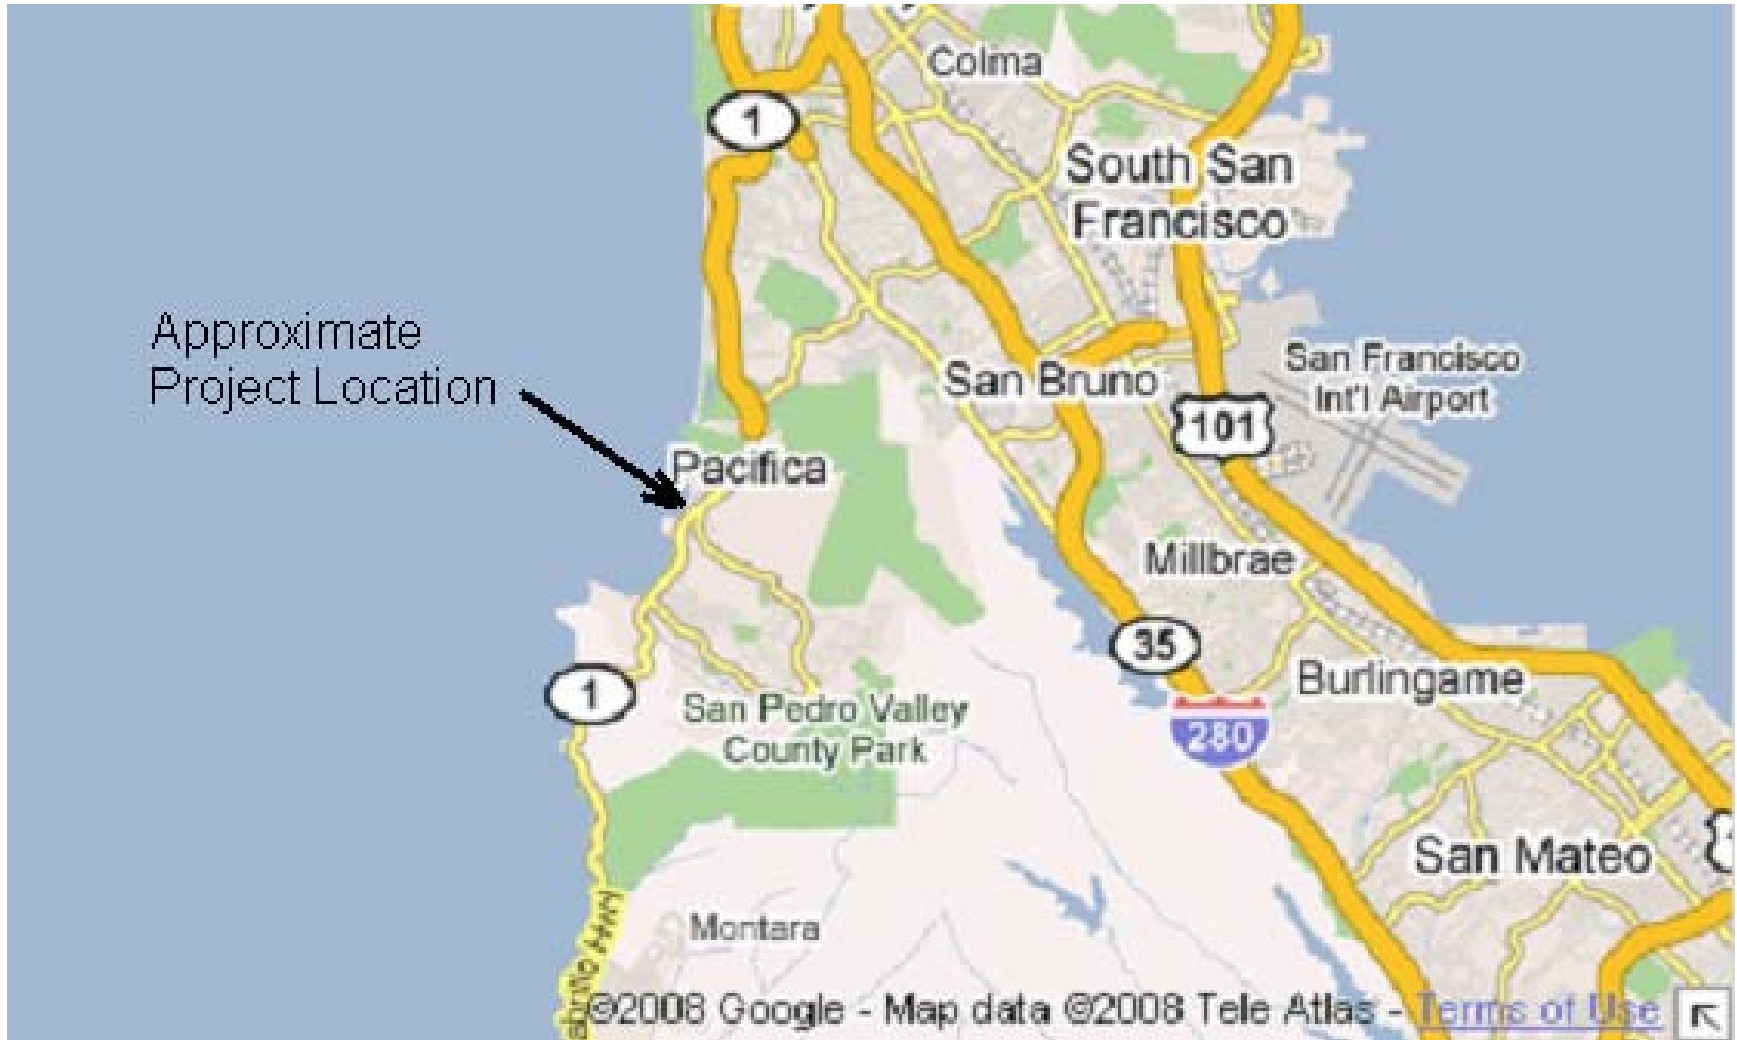 Colima
1
South San
Francisco
Approximate
Project Location
San Francisco
Int'l Airport
San Bruno
101
Pacifica
Millbrae
35
Burlingame
1
San Pedro Valley
County Park
280
San Mateo
Montara
©2008 Google - Map data ©2008 Tele Atlas - Terms of Use